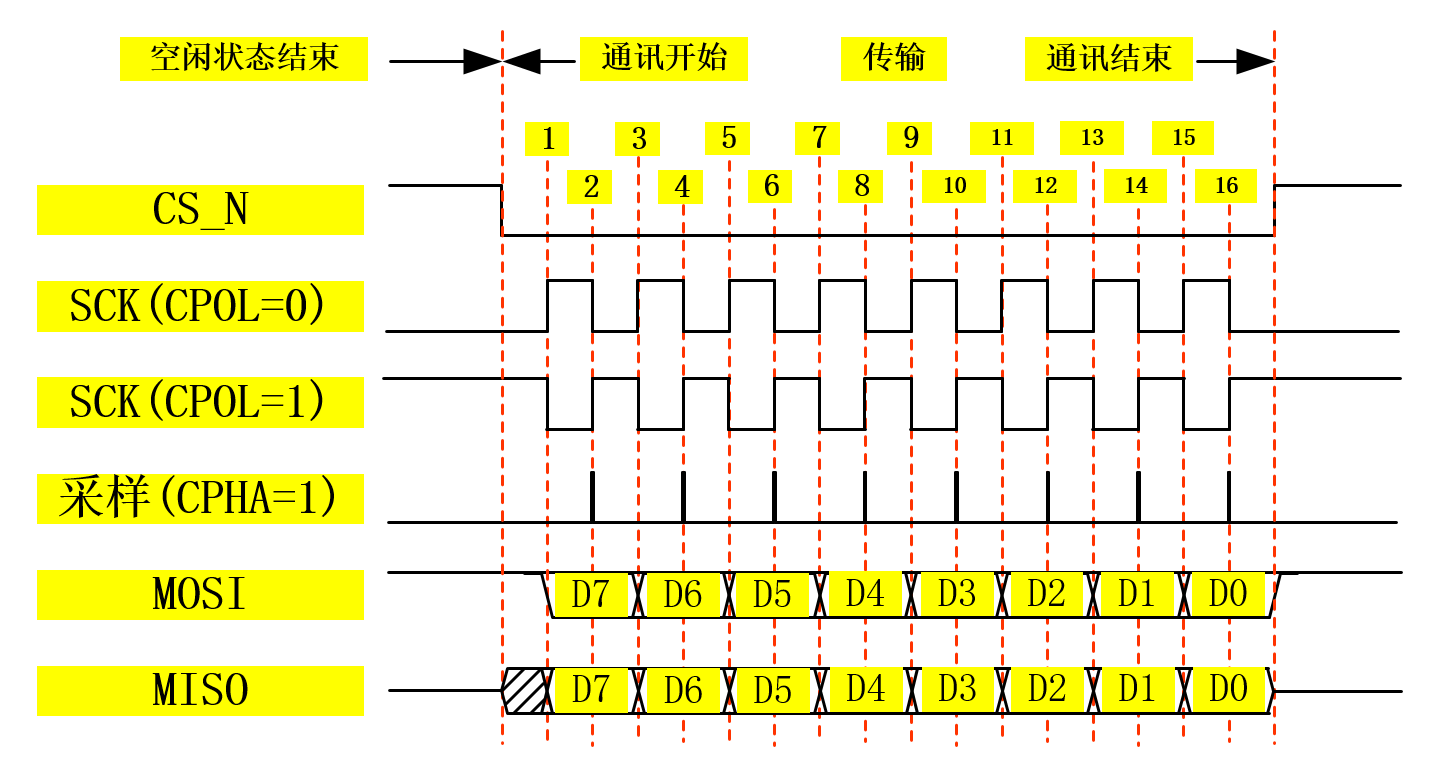 空闲状态结束 通讯开始 传输 通讯结束
1 3 5 7 9 11 13 15
2 4 6 8 10 12 14 16
CS_N
SCK(CPOL=0)
SCK(CPOL=1)
采样(CPHA=1)
MOSI D7 D6 D5 D4 D3 D2 D1 D0
MISO D7 D6 D5 D4 D3 D2 D1 D0